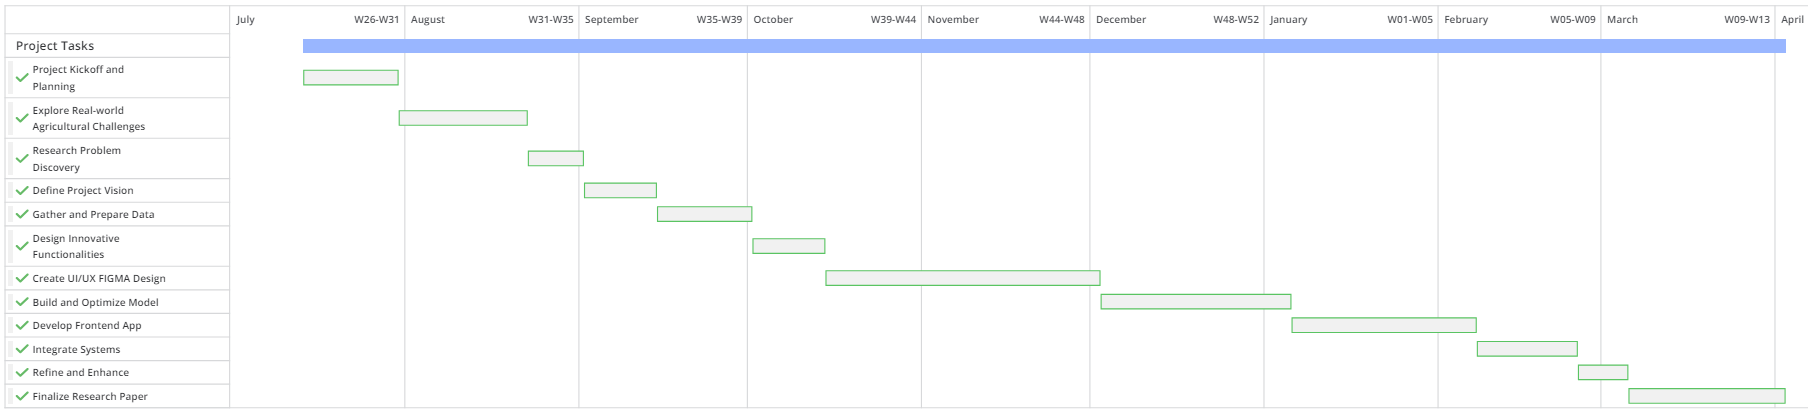 July W26-W31 August W31-W35 September W35-W39 October W39-W44 November W44-W48 December W48-W52 January W01-W05 February W05-W09 March W09-W13 April
Project Tasks
Project Kickoff and
Planning
Explore Real-world
Agricultural Challenges
Research Problem
Discovery
Define Project Vision
Gather and Prepare Data
Design Innovative
Functionalities
Create UI/UX FIGMA Design
Build and Optimize Model
Develop Frontend App
Integrate Systems
Refine and Enhance
Finalize Research Paper